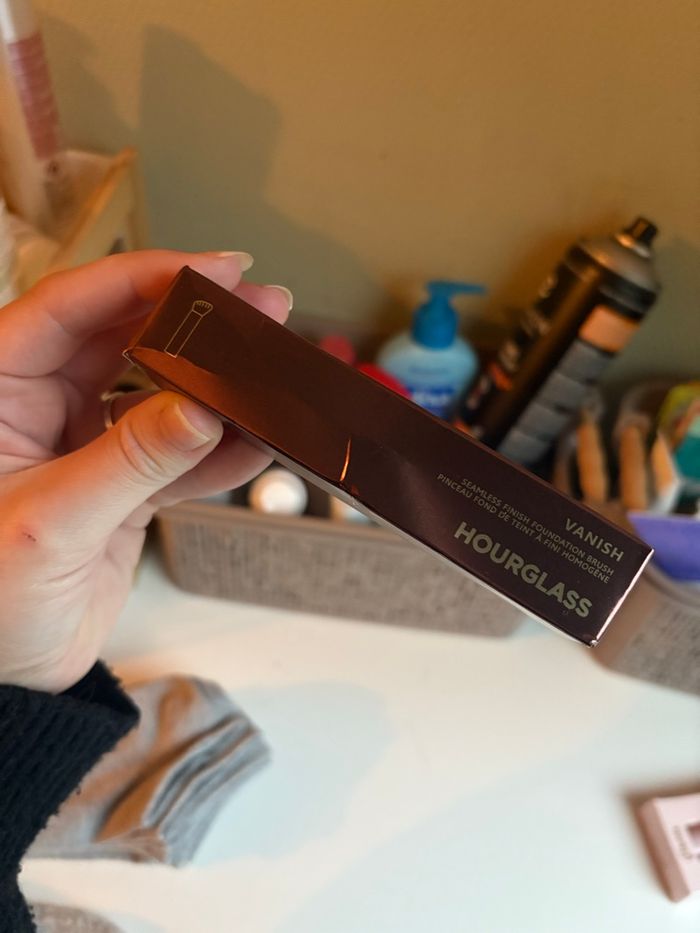 VANISH
SEAMLESS FINISH FOUNDATION BRUSH
PINCEAU FOND DE TEINT À FINI HOMOGÈNE
HOURGLASS